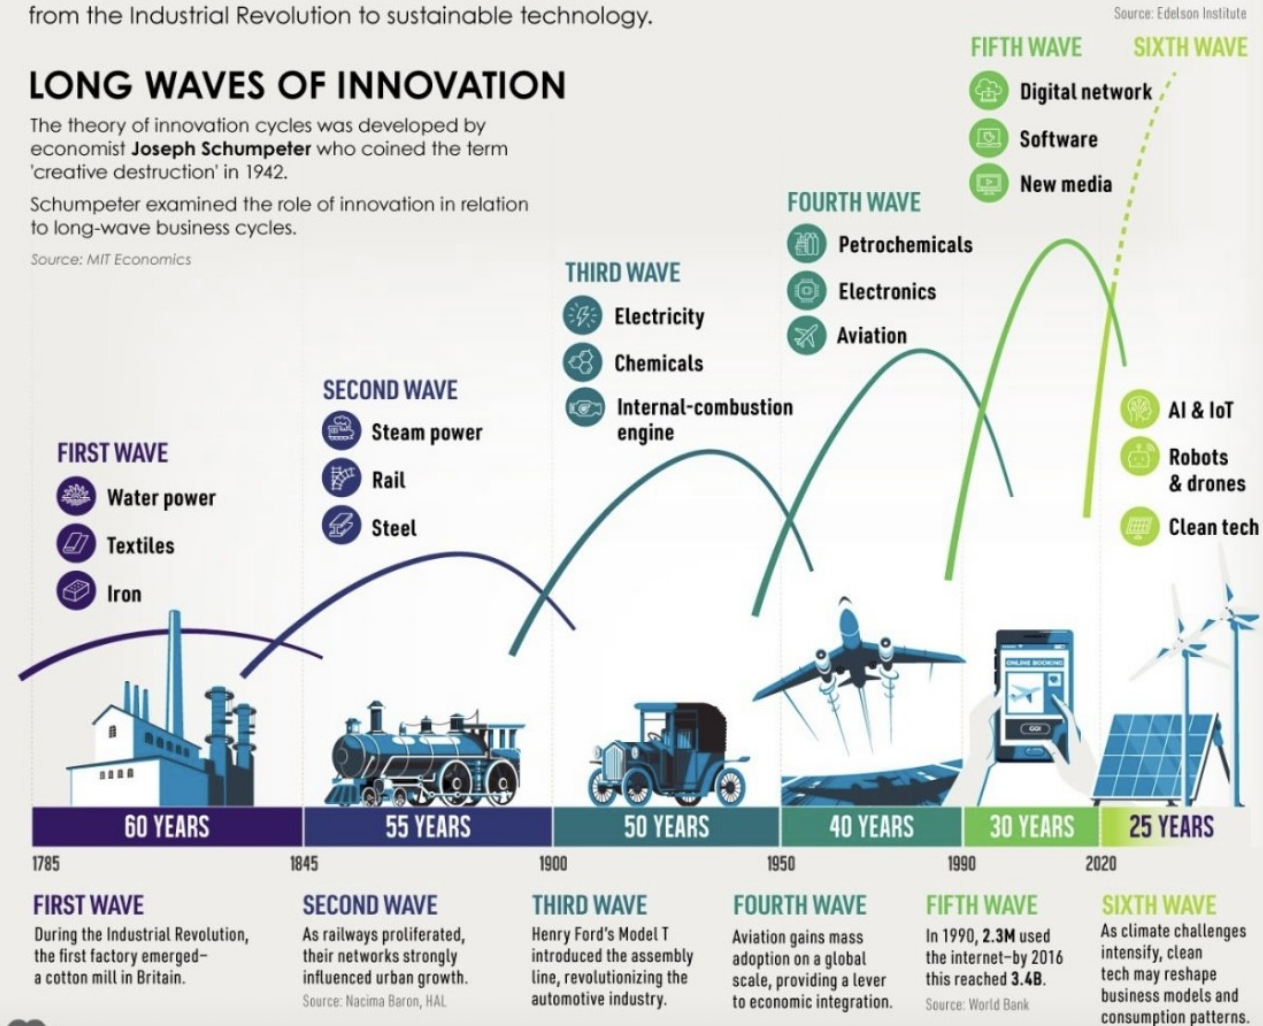 from the Industrial Revolution to sustainable technology.
Source: Edelson Institute
LONG WAVES OF INNOVATION
The theory of innovation cycles was developed by
economist Joseph Schumpeter who coined the term
'creative destruction' in 1942.
Schumpeter examined the role of innovation in relation
to long-wave business cycles.
Source: MIT Economics
FIRST WAVE
Water power
Textiles
Iron
SECOND WAVE
Steam power
Rail
Steel
THIRD WAVE
Electricity
Chemicals
Internal-combustion
engine
FOURTH WAVE
Petrochemicals
Electronics
Aviation
FIFTH WAVE
Digital network
Software
New media
SIXTH WAVE
AI & IoT
Robots
& drones
Clean tech
ONLINE BOOKING
GO!
60 YEARS
55 YEARS
50 YEARS
40 YEARS
30 YEARS
25 YEARS
1785
1845
1900
1950
1990
2020
FIRST WAVE
During the Industrial Revolution,
the first factory emerged–
a cotton mill in Britain.
SECOND WAVE
As railways proliferated,
their networks strongly
influenced urban growth.
Source: Nacima Baron, HAL
THIRD WAVE
Henry Ford's Model T
introduced the assembly
line, revolutionizing the
automotive industry.
FOURTH WAVE
Aviation gains mass
adoption on a global
scale, providing a lever
to economic integration.
FIFTH WAVE
In 1990, 2.3M used
the internet–by 2016
this reached 3.4B.
Source: World Bank
SIXTH WAVE
As climate challenges
intensify, clean
tech may reshape
business models and
consumption patterns.